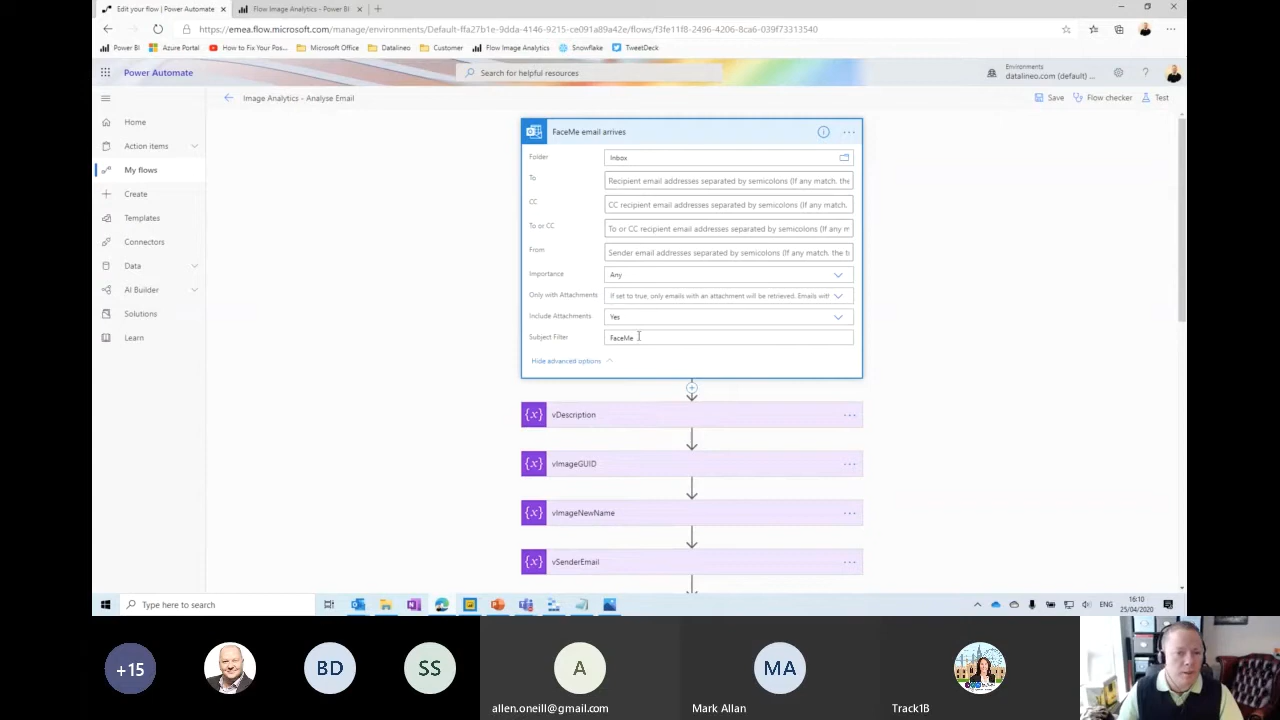 Edit your flow | Power Automate
Flow Image Analytics - Power BI
https://emea.flow.microsoft.com/manage/environments/Default-ffa27b1e-9dda-4146-9215-ce091a89a42e/flows/f3fe11f8-2496-4206-8ca6-039f73313540
Power BI
Azure Portal
How to Fix Your Pos...
Microsoft Office
Datalineo
Customer
Flow Image Analytics
Snowflake
TweetDeck
Power Automate
Search for helpful resources
Environments
datalineo.com (default) ...
Image Analytics - Analyse Email
Save
Flow checker
Test
Home
Action items
My flows
Create
Templates
Connectors
Data
AI Builder
Solutions
Learn
FaceMe email arrives
Folder
Inbox
To
Recipient email addresses separated by semicolons (If any match, the
CC
CC recipient email addresses separated by semicolons (If any match,
To or CC
To or CC recipient email addresses separated by semicolons (If any m
From
Sender email addresses separated by semicolons (If any match, the t
Importance
Any
Only with Attachments
If set to true, only emails with an attachment will be retrieved. Emails with
Include Attachments
Yes
Subject Filter
FaceMe
Hide advanced options
{x} vDescription
{x} vImageGUID
{x} vImageNewName
{x} vSenderEmail
Type here to search
ENG
16:10
25/04/2020
+15
BD
SS
A
MA
allen.oneill@gmail.com
Mark Allan
Track1B